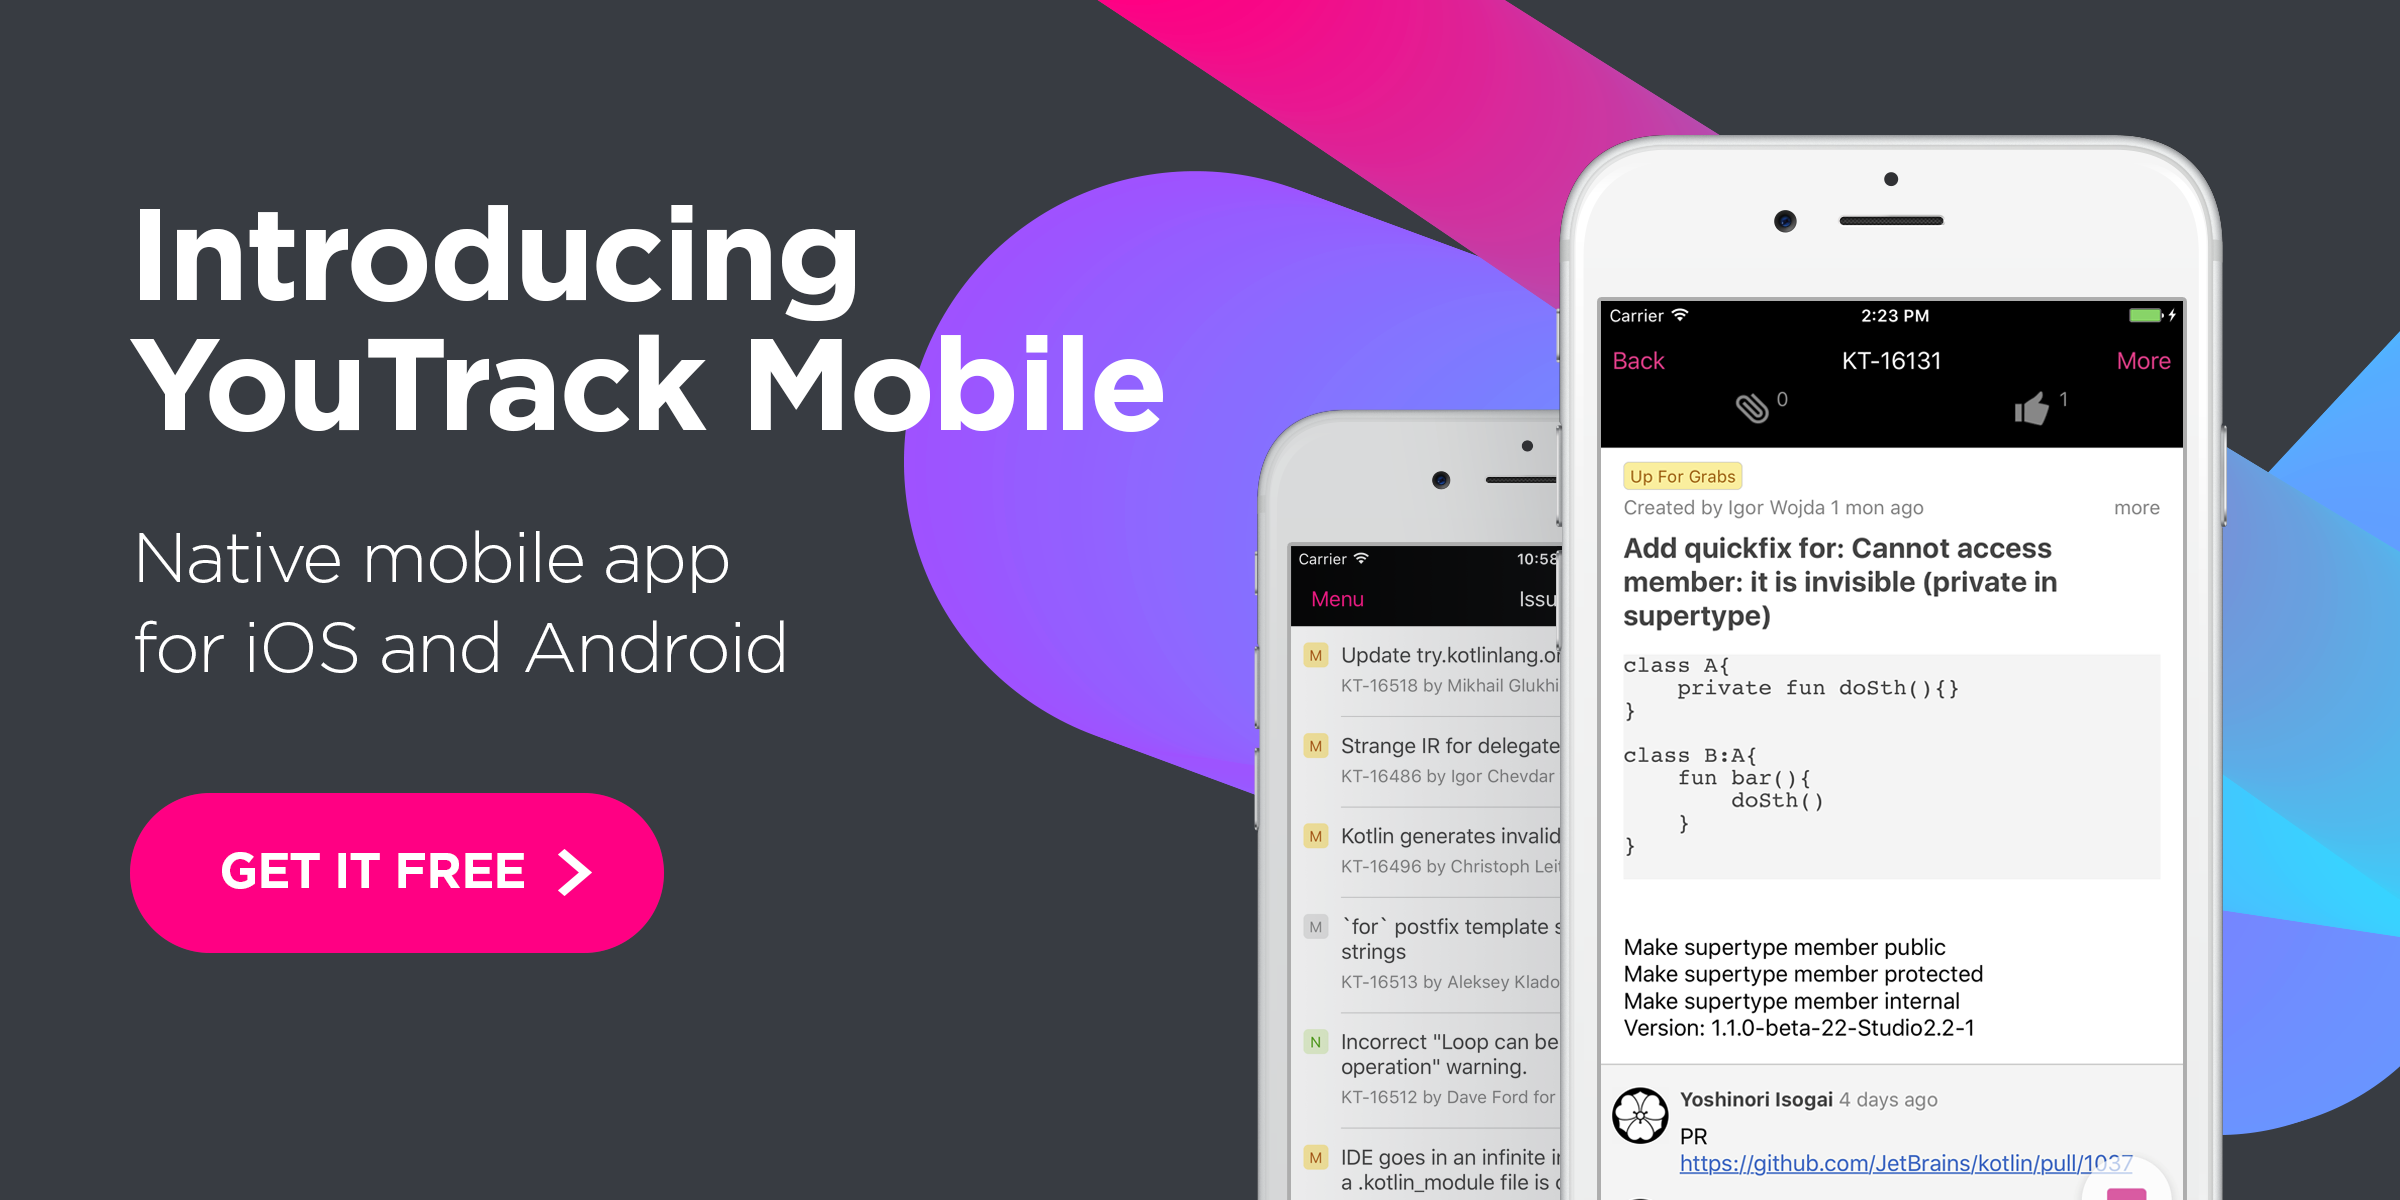 Introducing
YouTrack Mobile
Native mobile app
for iOS and Android
GET IT FREE
Carrier
10:58
Menu
M
Update
KT-16518 by Mikhail
M
Strange IR for delegate
KT-16486 by Igor Chevdar
M
Kotlin generates invalid
KT-16496 by Christoph
M
`for` postfix template
strings
KT-16513 by Aleksey
N
Incorrect "Loop can be
operation" warning.
KT-16512 by Dave Ford for
M
IDE goes in an infinite
a .kotlin_module file is
Carrier
2:23 PM
Back
KT-16131
More
0
1
Up For Grabs
Created by Igor Wojda 1 mon ago
more
Add quickfix for: Cannot access
member: it is invisible (private in
supertype)
class A{
    private fun doSth(){}
}
class B:A{
    fun bar(){
        doSth()
    }
}
Make supertype member public
Make supertype member protected
Make supertype member internal
Version: 1.1.0-beta-22-Studio2.2-1
Yoshinori Isogai 4 days ago
PR
https://github.com/JetBrains/kotlin/pull/1037